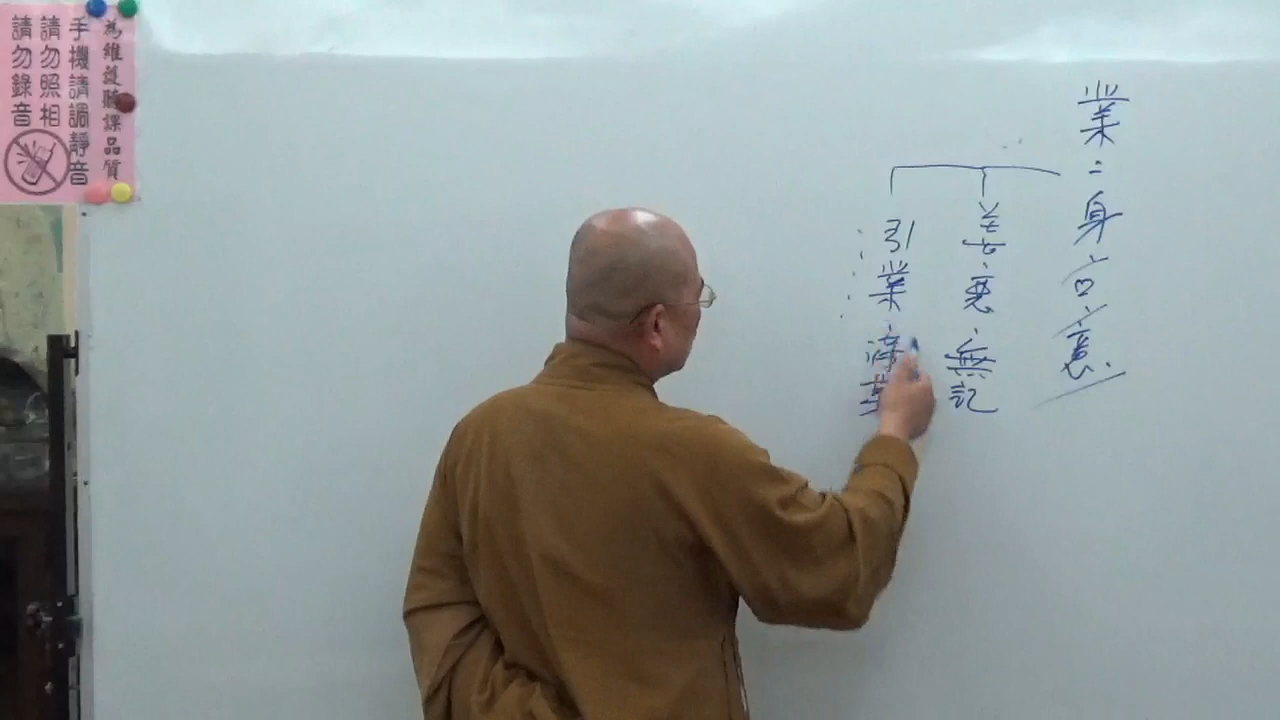 業:身、口、意
善、惡、無記
引業、滿業
為維護聽課品質
手機請調靜音
請勿照相
請勿錄音